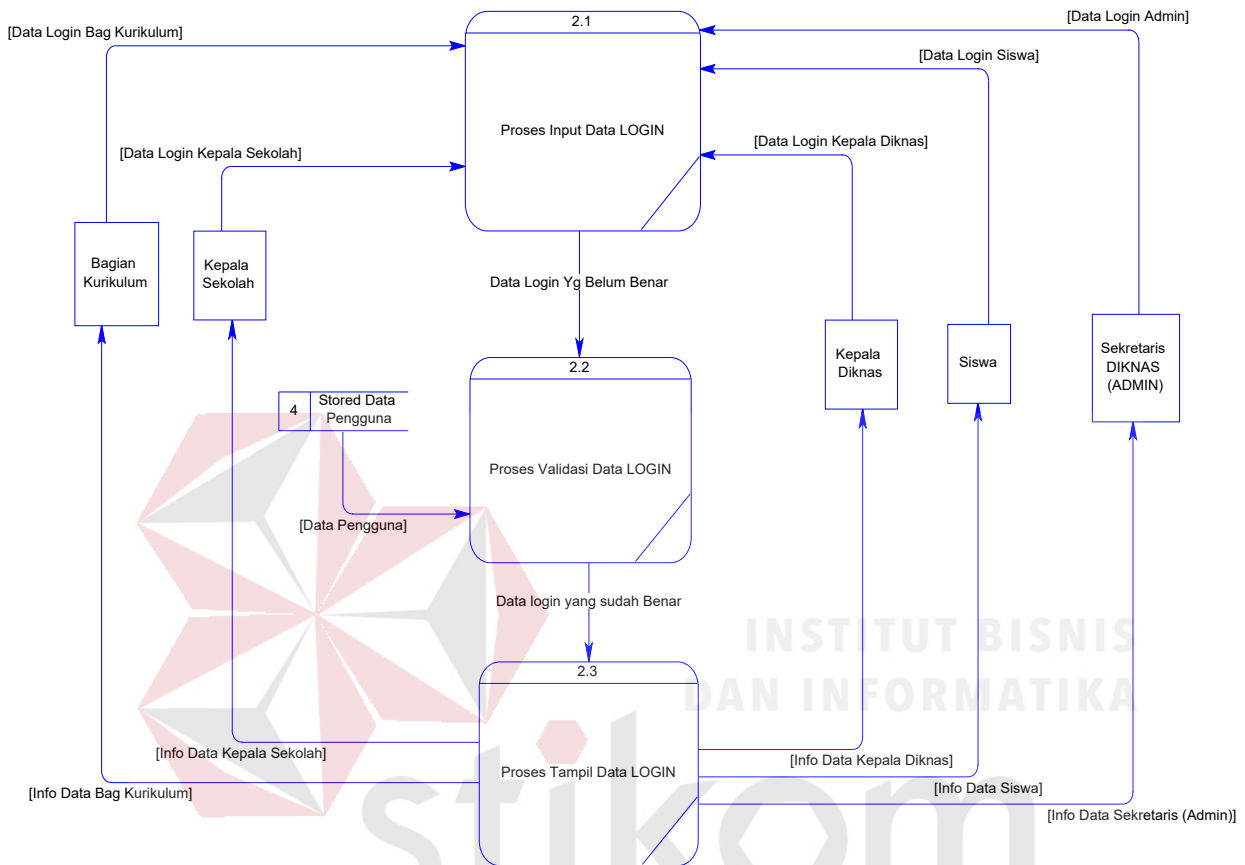 [Data Login Admin]
2.1
[Data Login Bag Kurikulum]
[Data Login Siswa]
Proses Input Data LOGIN
[Data Login Kepala Diknas]
[Data Login Kepala Sekolah]
Bagian
Kurikulum
Kepala
Sekolah
Data Login Yg Belum Benar
Kepala
Diknas
Siswa
Sekretaris
DIKNAS
(ADMIN)
2.2
4
Stored Data
Pengguna
Proses Validasi Data LOGIN
[Data Pengguna]
Data login yang sudah Benar
INSTITUT BISNIS
DAN INFORMATIKA
2.3
[Info Data Kepala Sekolah]
[Info Data Kepala Diknas]
Proses Tampil Data LOGIN
[Info Data Bag Kurikulum]
[Info Data Siswa]
[Info Data Sekretaris (Admin)]
stikom